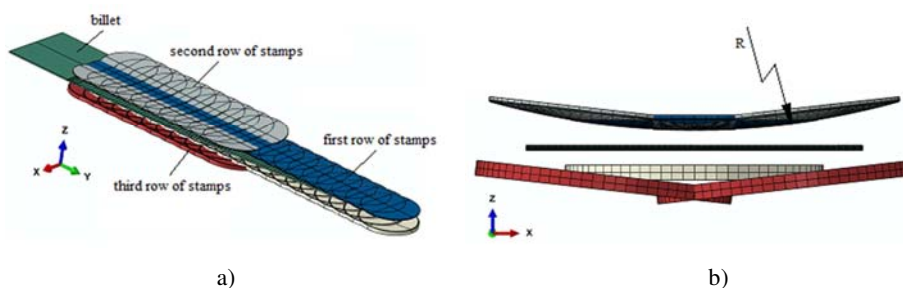 billet
second row of stamps
first row of stamps
third row of stamps
Z
X
Y
R
Z
X
a)
b)